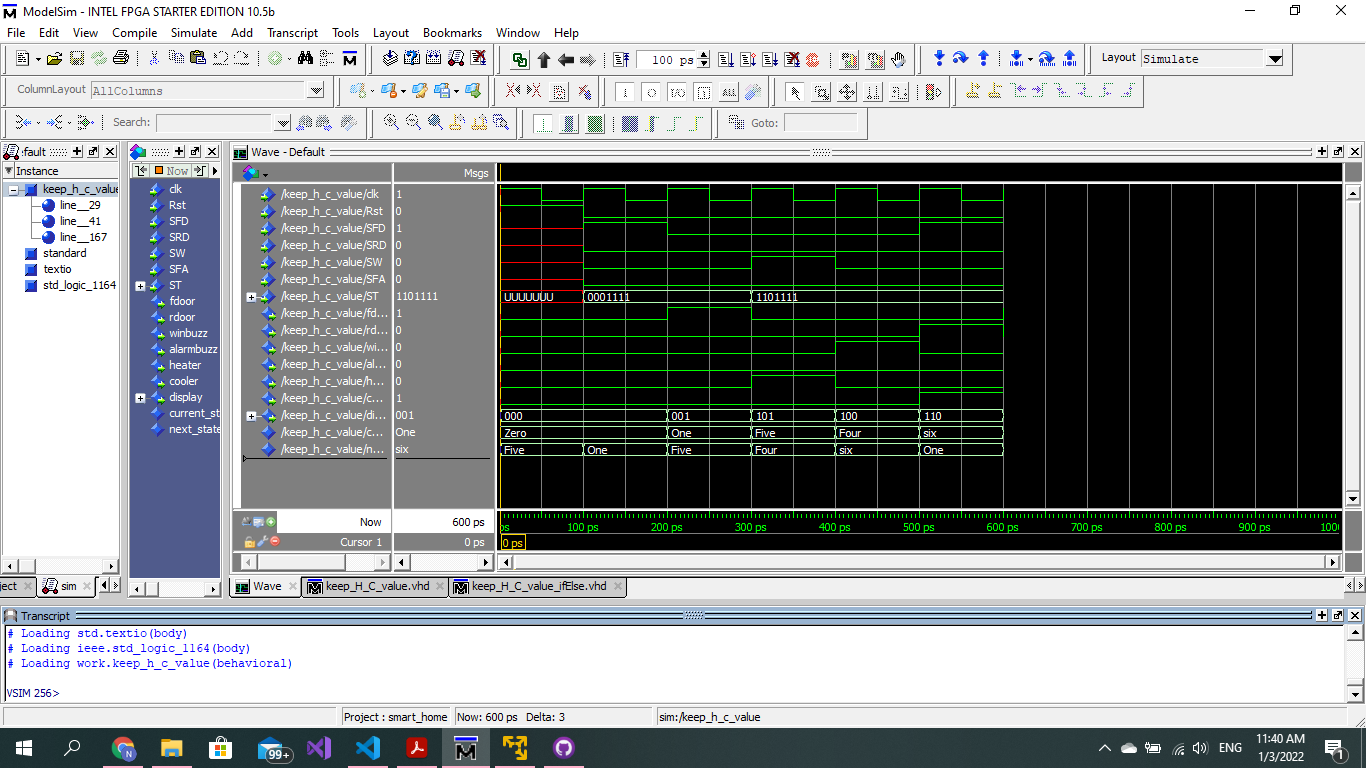 ModelSim - INTEL FPGA STARTER EDITION 10.5b
File Edit View Compile Simulate Add Transcript Tools Layout Bookmarks Window Help
100 ps
Layout Simulate
ColumnLayout AllColumns
I/O ALL
Search:
Goto:
:fault
Now
Wave - Default
Instance
keep_h_c_value
line__29
line__41
line__167
standard
textio
std_logic_1164
clk
Rst
SFD
SRD
SW
SFA
ST
fdoor
rdoor
winbuzz
alarmbuzz
heater
cooler
display
current_st
next_state
Msgs
/keep_h_c_value/clk 1
/keep_h_c_value/Rst 0
/keep_h_c_value/SFD 1
/keep_h_c_value/SRD 0
/keep_h_c_value/SW 0
/keep_h_c_value/SFA 0
/keep_h_c_value/ST 1101111 UUUUUUU 0001111 1101111
/keep_h_c_value/fd... 1
/keep_h_c_value/rd... 0
/keep_h_c_value/wi... 0
/keep_h_c_value/al... 0
/keep_h_c_value/h... 0
/keep_h_c_value/c... 1
/keep_h_c_value/di... 001 000 001 101 100 110
/keep_h_c_value/c... One Zero One Five Four six
/keep_h_c_value/n... six Five One Five Four six One
Now 600 ps ps 100 ps 200 ps 300 ps 400 ps 500 ps 600 ps 700 ps 800 ps 900 ps 1000
Cursor 1 0 ps 0 ps
ject sim
Wave keep_H_C_value.vhd keep_H_C_value_ifElse.vhd
Transcript
# Loading std.textio(body)
# Loading ieee.std_logic_1164(body)
# Loading work.keep_h_c_value(behavioral)
VSIM 256>
Project : smart_home Now: 600 ps Delta: 3 sim:/keep_h_c_value
N 99+ M ENG 11:40 AM
1/3/2022 1